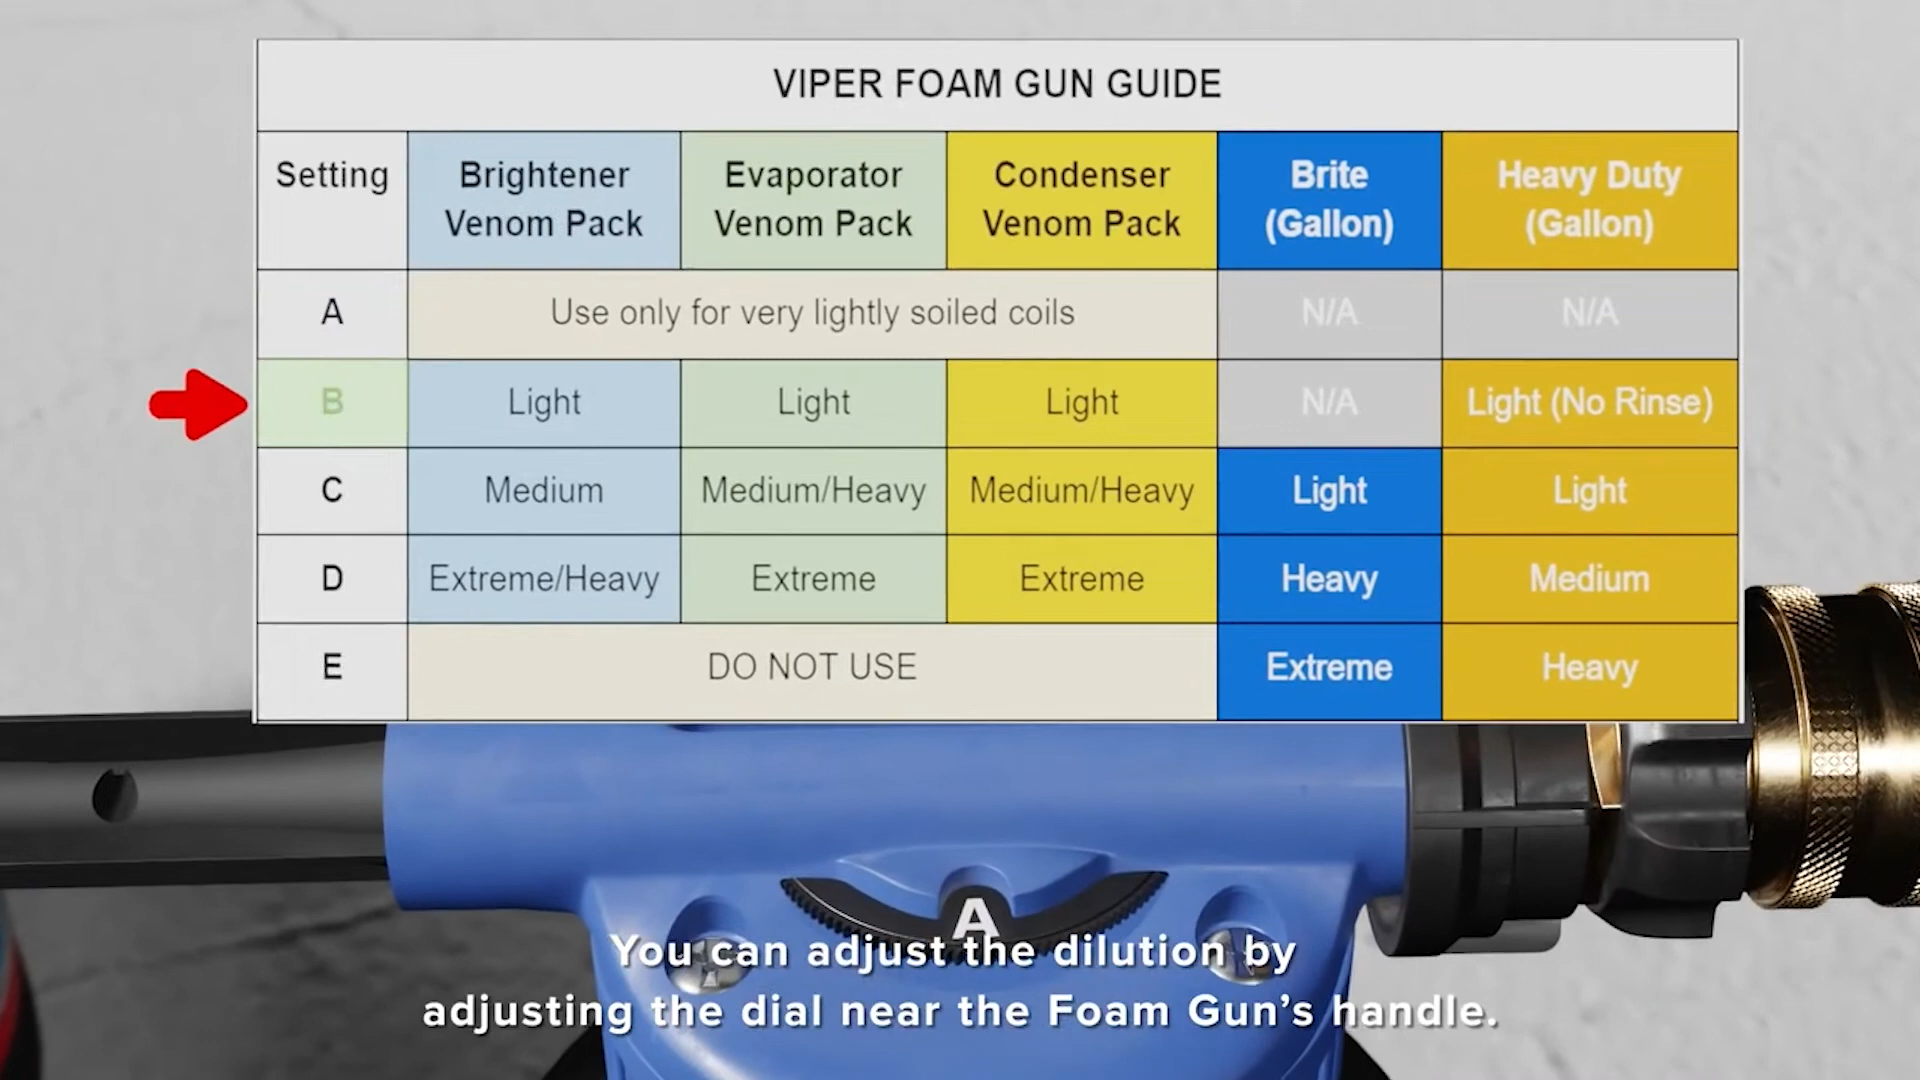 VIPER FOAM GUN GUIDE
Setting
Brightener
Venom Pack
Evaporator
Venom Pack
Condenser
Venom Pack
Brite
(Gallon)
Heavy Duty
(Gallon)
A
Use only for very lightly soiled coils
N/A
N/A
B
Light
Light
Light
N/A
Light (No Rinse)
C
Medium
Medium/Heavy
Medium/Heavy
Light
Light
D
Extreme/Heavy
Extreme
Extreme
Heavy
Medium
E
DO NOT USE
Extreme
Heavy
A
You can adjust the dilution by
adjusting the dial near the Foam Gun's handle.